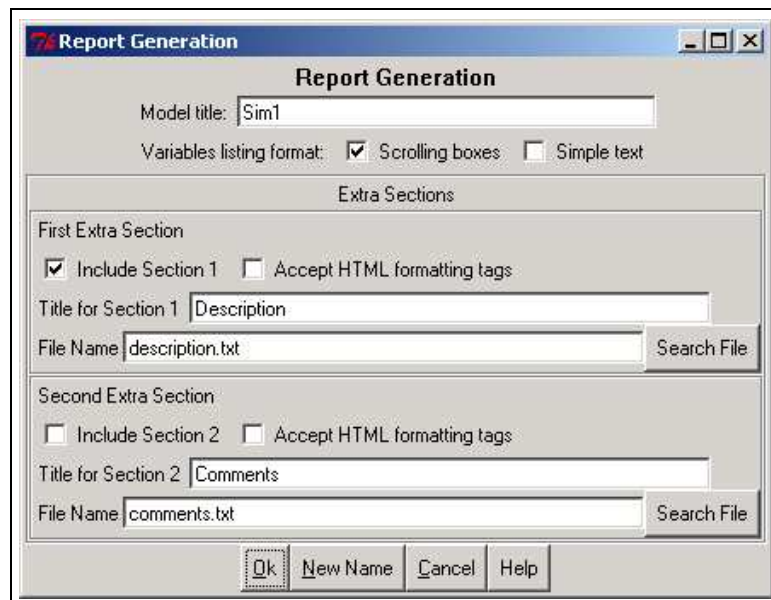 Report Generation
Report Generation
Model title: Sim1
Variables listing format: Scrolling boxes Simple text
Extra Sections
First Extra Section
Include Section 1 Accept HTML formatting tags
Title for Section 1 Description
File Name description.txt Search File
Second Extra Section
Include Section 2 Accept HTML formatting tags
Title for Section 2 Comments
File Name comments.txt Search File
Ok New Name Cancel Help